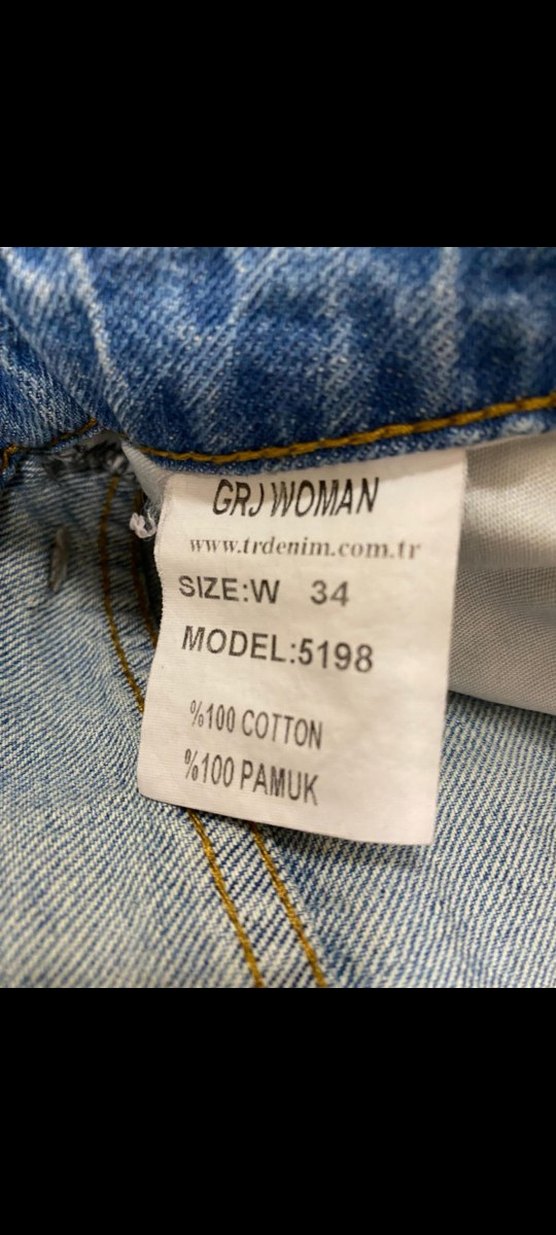 GRJ WOMAN
www.trdenim.com.tr
SIZE:W 34
MODEL:5198
%100 COTTON
%100 PAMUK